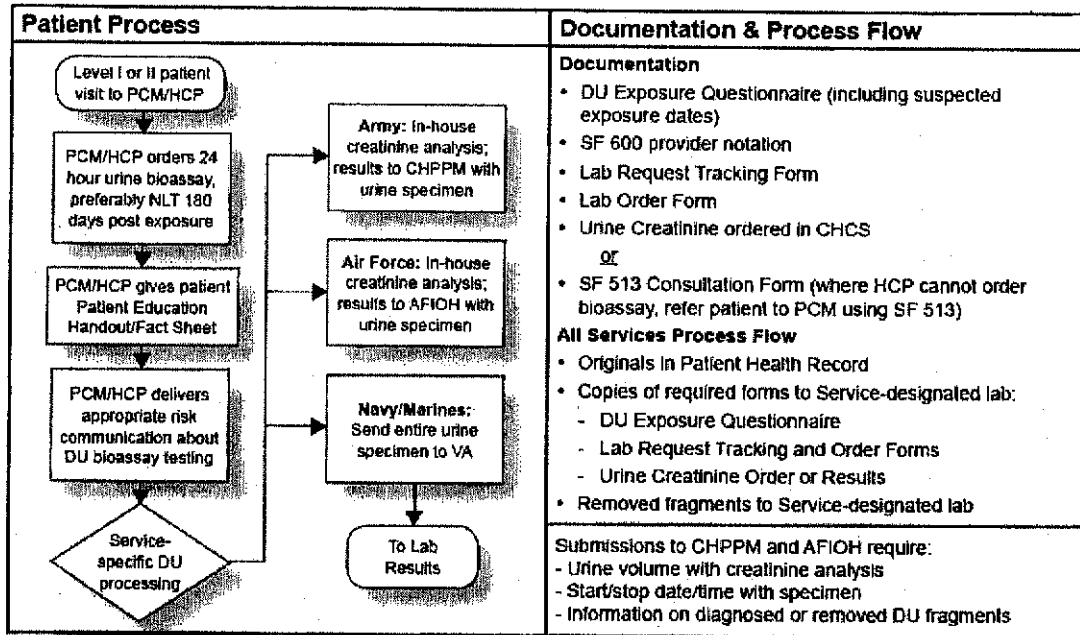 Patient Process
Level I or II patient
visit to PCM/HCP
PCM/HCP orders 24
hour urine bioassay,
preferably NLT 180
days post exposure
PCM/HCP gives patient
Patient Education
Handout/Fact Sheet
PCM/HCP delivers
appropriate risk
communication about
DU bioassay testing
Service-
specific DU
processing
Army: In-house
creatinine analysis;
results to CHPPM with
urine specimen
Air Force: In-house
creatinine analysis;
results to AFIOH with
urine specimen
Navy/Marines:
Send entire urine
specimen to VA
To Lab
Results
Documentation & Process Flow
Documentation
• DU Exposure Questionnaire (including suspected
exposure dates)
• SF 600 provider notation
• Lab Request Tracking Form
• Lab Order Form
• Urine Creatinine ordered in CHCS
or
• SF 513 Consultation Form (where HCP cannot order
bioassay, refer patient to PCM using SF 513)
All Services Process Flow
• Originals in Patient Health Record
• Copies of required forms to Service-designated lab:
- DU Exposure Questionnaire
- Lab Request Tracking and Order Forms
- Urine Creatinine Order or Results
• Removed fragments to Service-designated lab
Submissions to CHPPM and AFIOH require:
- Urine volume with creatinine analysis
- Start/stop date/time with specimen
- Information on diagnosed or removed DU fragments